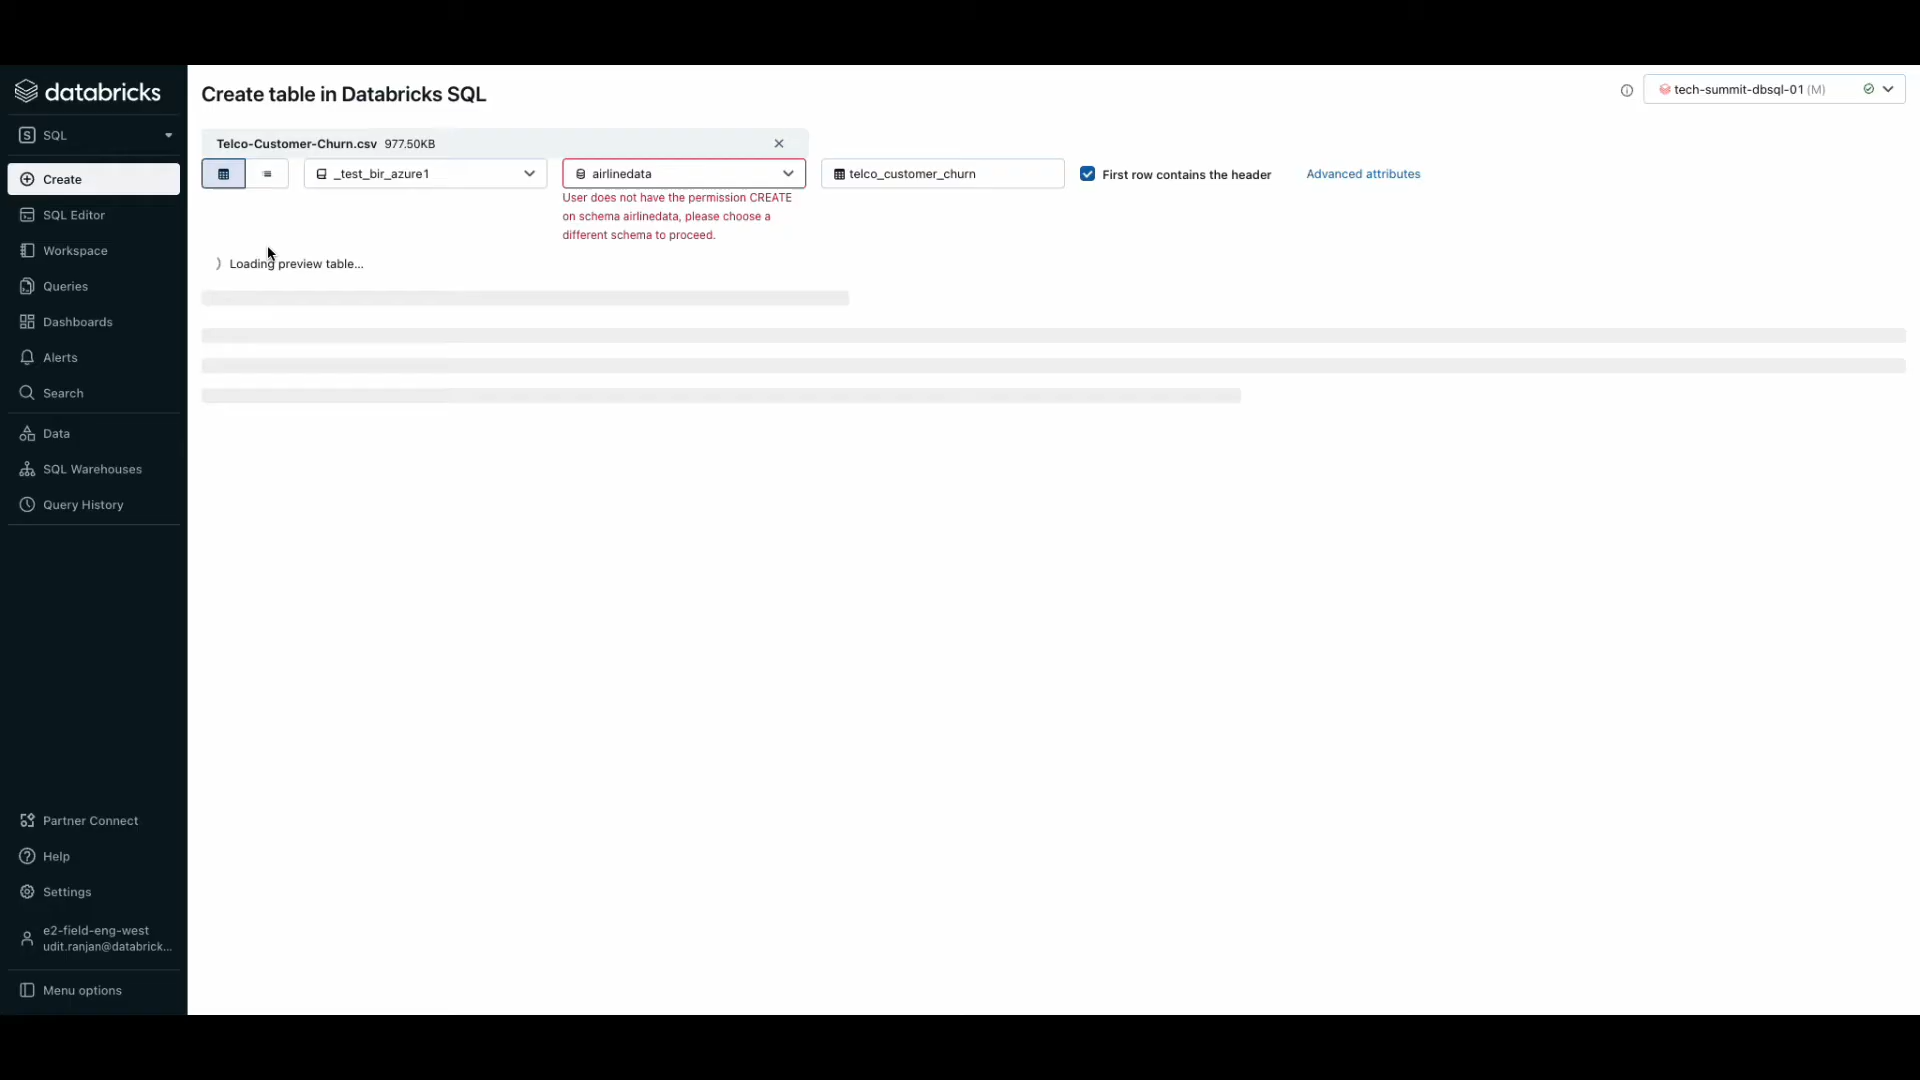 databricks
SQL
Create
SQL Editor
Workspace
Queries
Dashboards
Alerts
Search
Data
SQL Warehouses
Query History
Partner Connect
Help
Settings
e2-field-eng-west
udit.ranjan@databrick...
Menu options
Create table in Databricks SQL
tech-summit-dbsql-01 (M)
Telco-Customer-Churn.csv 977.50KB
_test_bir_azure1
airlinedata
telco_customer_churn
First row contains the header
Advanced attributes
User does not have the permission CREATE
on schema airlinedata, please choose a
different schema to proceed.
Loading preview table...